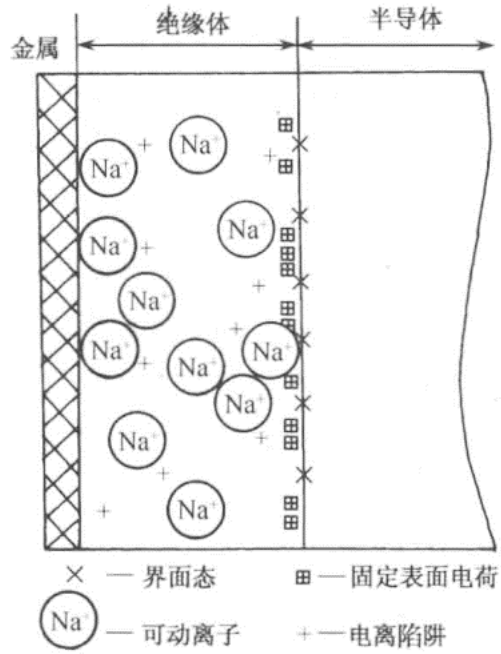 绝缘体 半导体
金属
Na⁺ Na⁺
Na⁺ Na⁺
Na⁺
Na⁺ Na⁺ Na⁺
Na⁺
Na⁺
Na⁺
× — 界面态 ⊞ — 固定表面电荷
Na⁺ — 可动离子 + — 电离陷阱